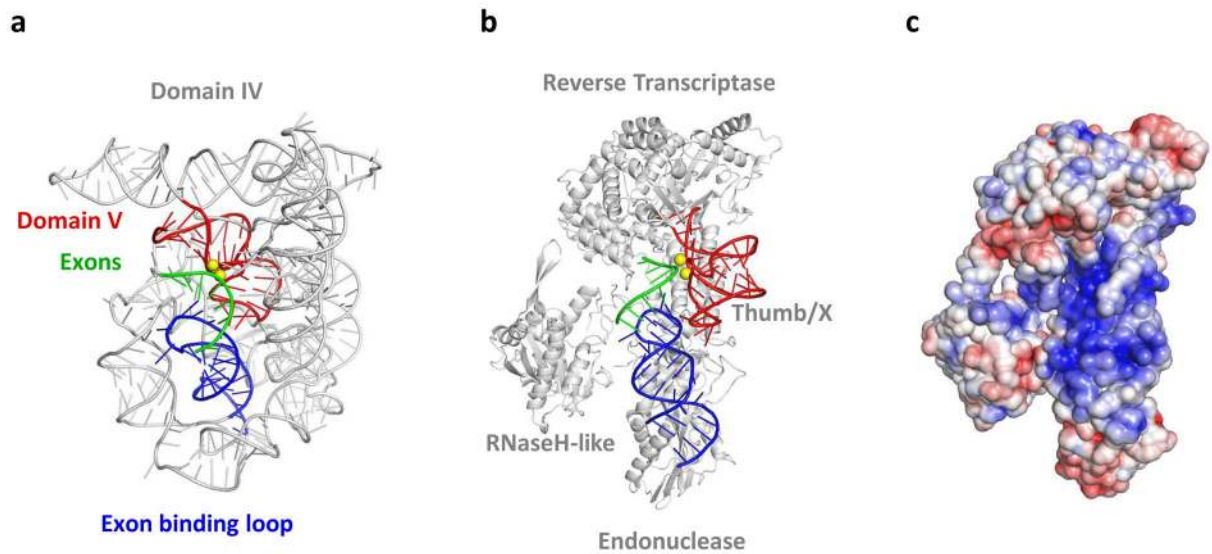 a
b
c
Domain IV
Reverse Transcriptase
Domain V
Exons
Thumb/X
RNaseH-like
Exon binding loop
Endonuclease